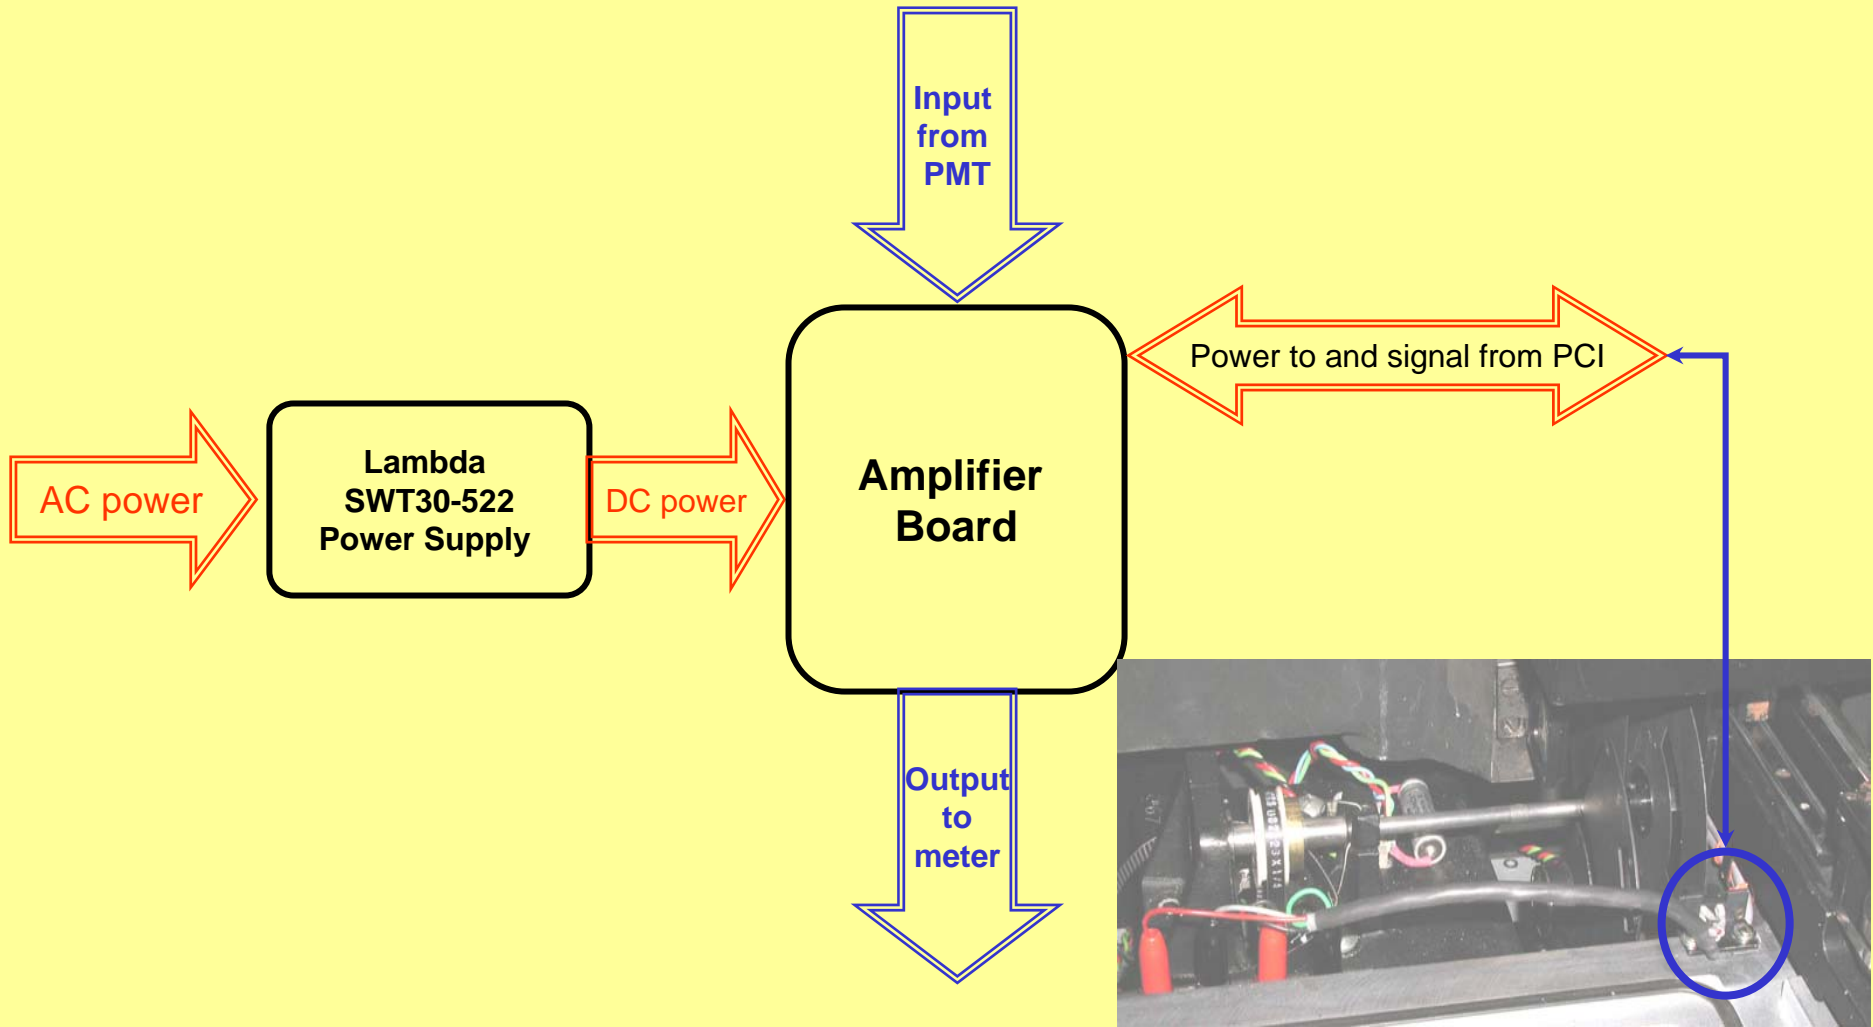 Input
from
PMT
Power to and signal from PCI
AC power
Lambda
SWT30-522
Power Supply
DC power
Amplifier
Board
Output
to
meter